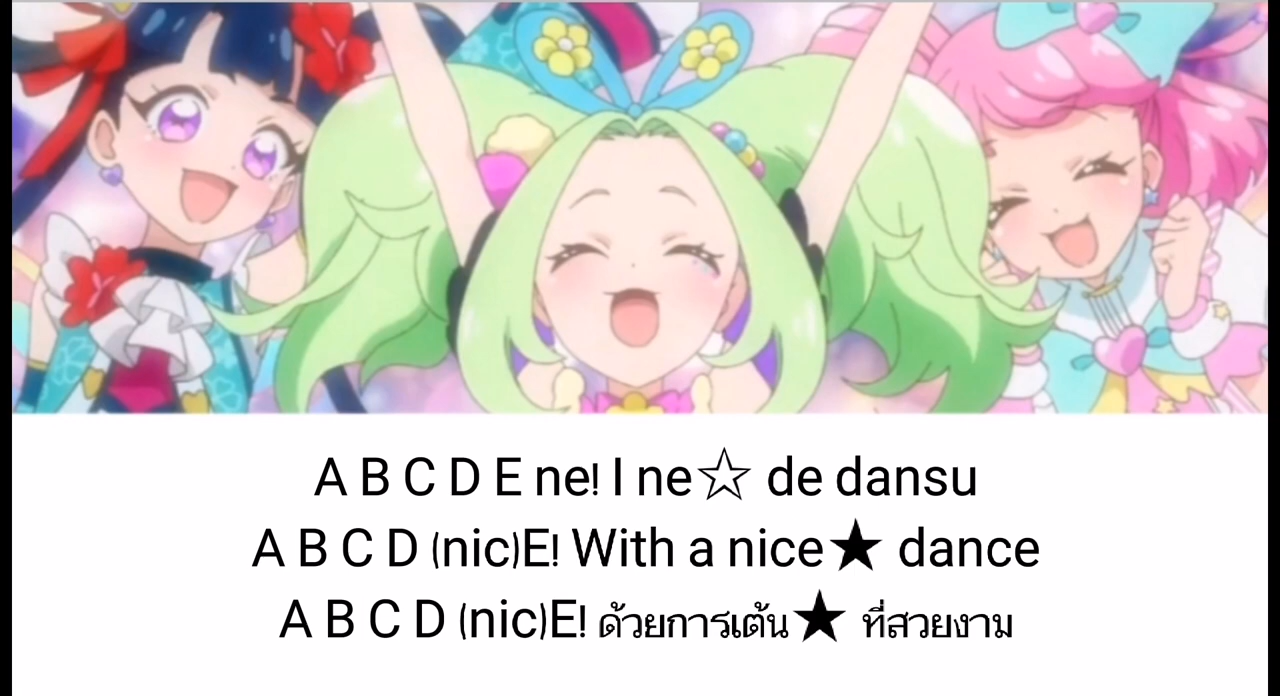 A B C D E ne! I ne☆ de dansu
A B C D (nic)E! With a nice★ dance
A B C D (nic)E! ด้วยการเต้น★ ที่สวยงาม